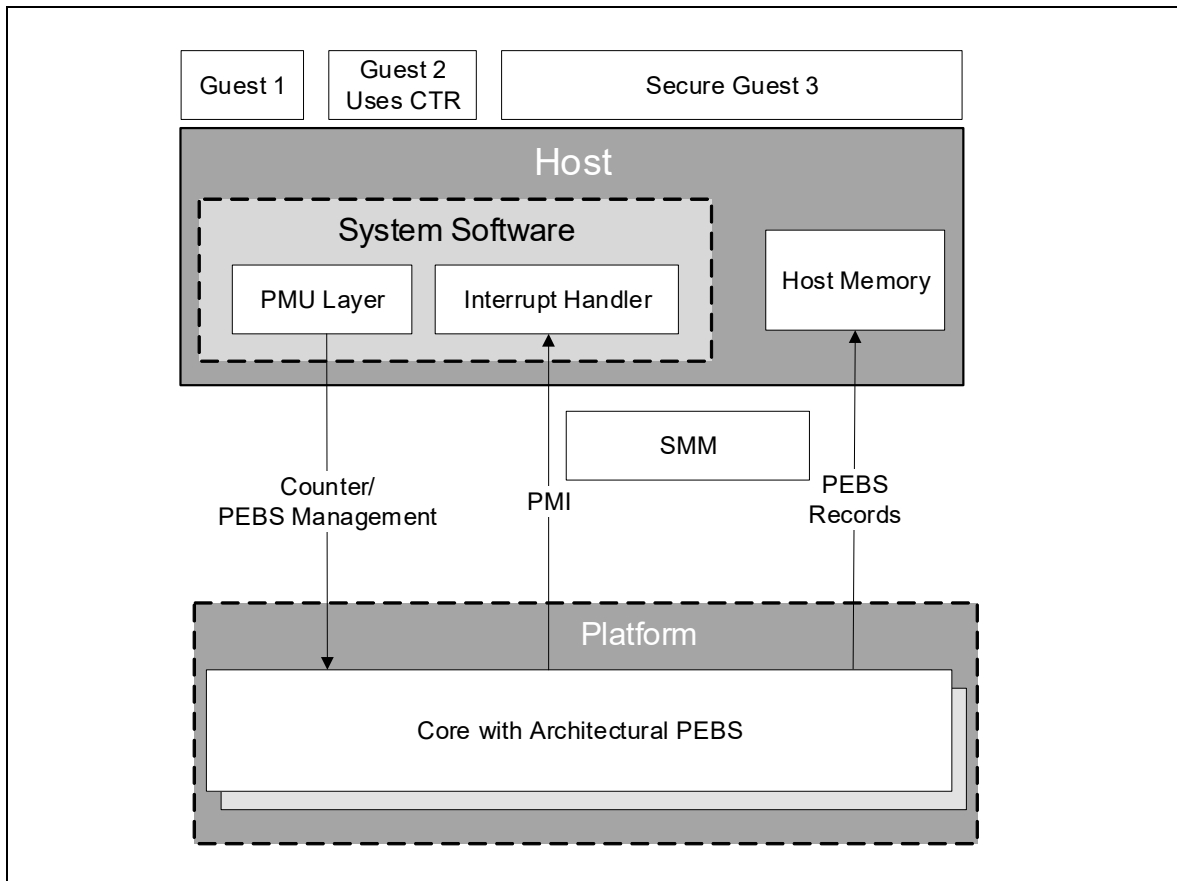 Guest 1
Guest 2
Uses CTR
Secure Guest 3
Host
System Software
PMU Layer
Interrupt Handler
Host Memory
SMM
Counter/
PEBS Management
PMI
PEBS
Records
Platform
Core with Architectural PEBS